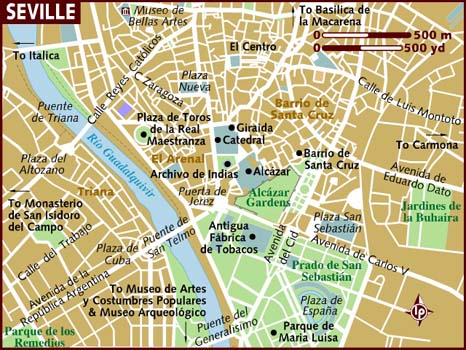 SEVILLE
Museo de
Bellas Artes
To Basilica de
la Macarena
500 m
500 yd
To Italica
Calle Reyes Católicos
C Zaragoza
El Centro
Plaza
Nueva
Calle de Luis Montoto
Puente
de Triana
Plaza de Toros
de la Real
Maestranza
Barrio de
Santa Cruz
Giraida
Catedral
To Carmona
Río Guadalquivir
El Arenal
Archivo de Indias
Alcázar
Barrio de
Santa Cruz
Plaza del
Altozano
Avenida de
Eduardo Dato
Triana
Puerta de
Jerez
Alcázar
Gardens
To Monasterio
de San Isidoro
del Campo
Jardines de
la Buhaira
Plaza San
Sebastián
Calle del Trabajo
Puente de
San Telmo
Antigua
Fábrica
de Tobacos
Avenida
del Cid
Plaza de
Cuba
Avenida de Carlos V
Prado de San
Sebastián
Avenida de la
República Argentina
To Museo de Artes
y Costumbres Populares
& Museo Arqueológico
Plaza de
España
Puente del
Generalísimo
Parque de
María Luisa
Parque de los
Remedios
LP